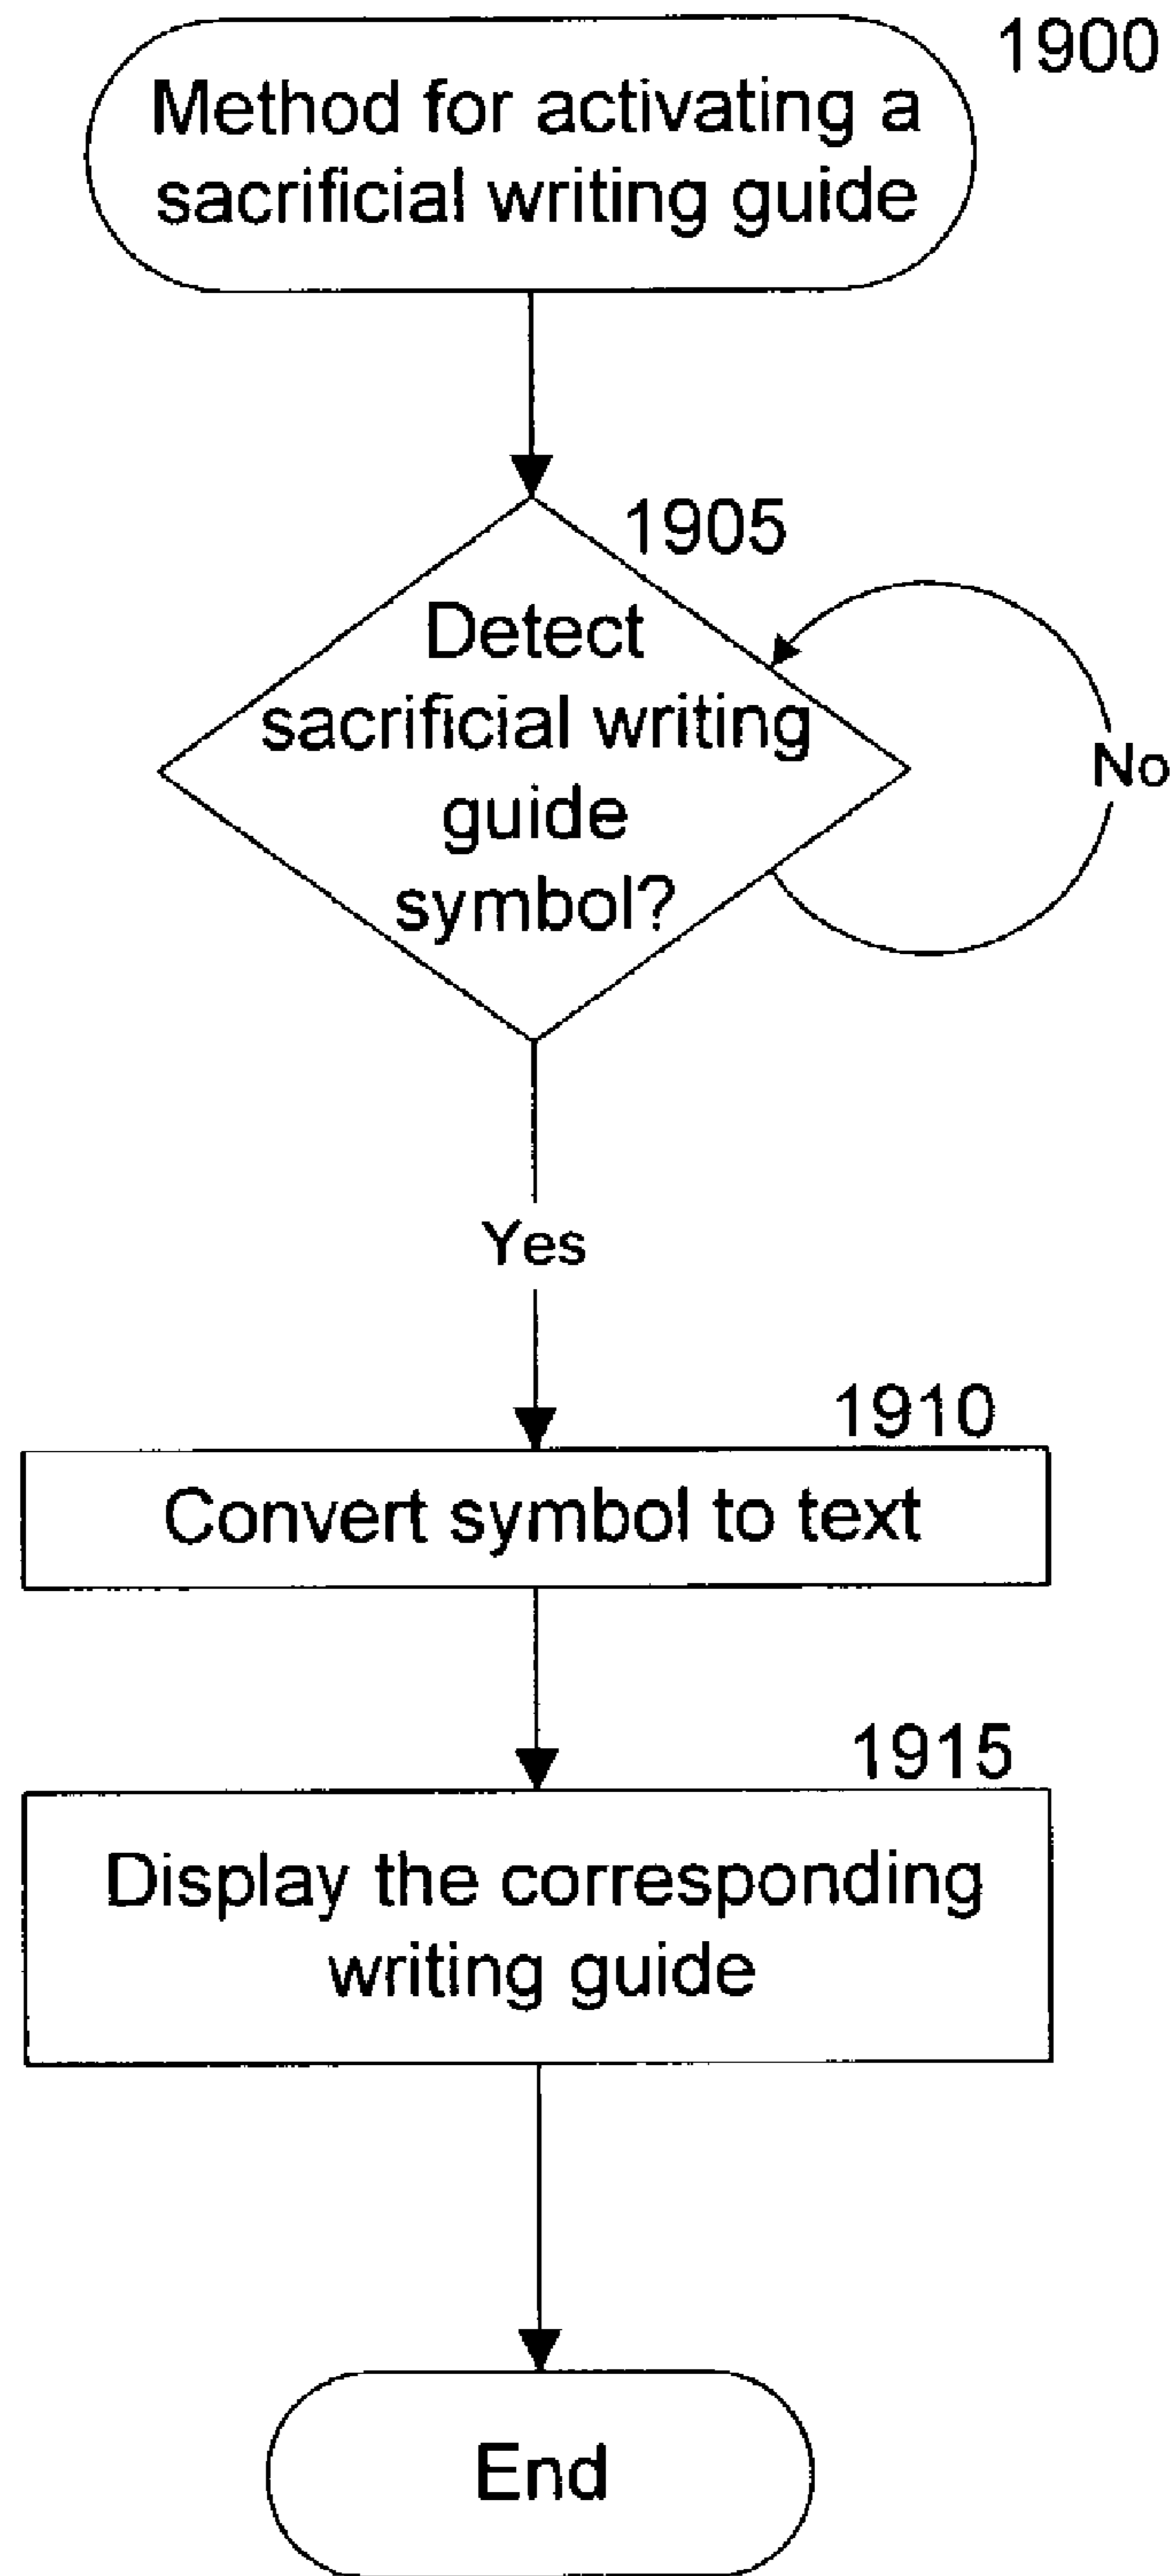 1900
Method for activating a
sacrificial writing guide
1905
Detect
sacrificial writing
guide
symbol?
No
Yes
1910
Convert symbol to text
1915
Display the corresponding
writing guide
End